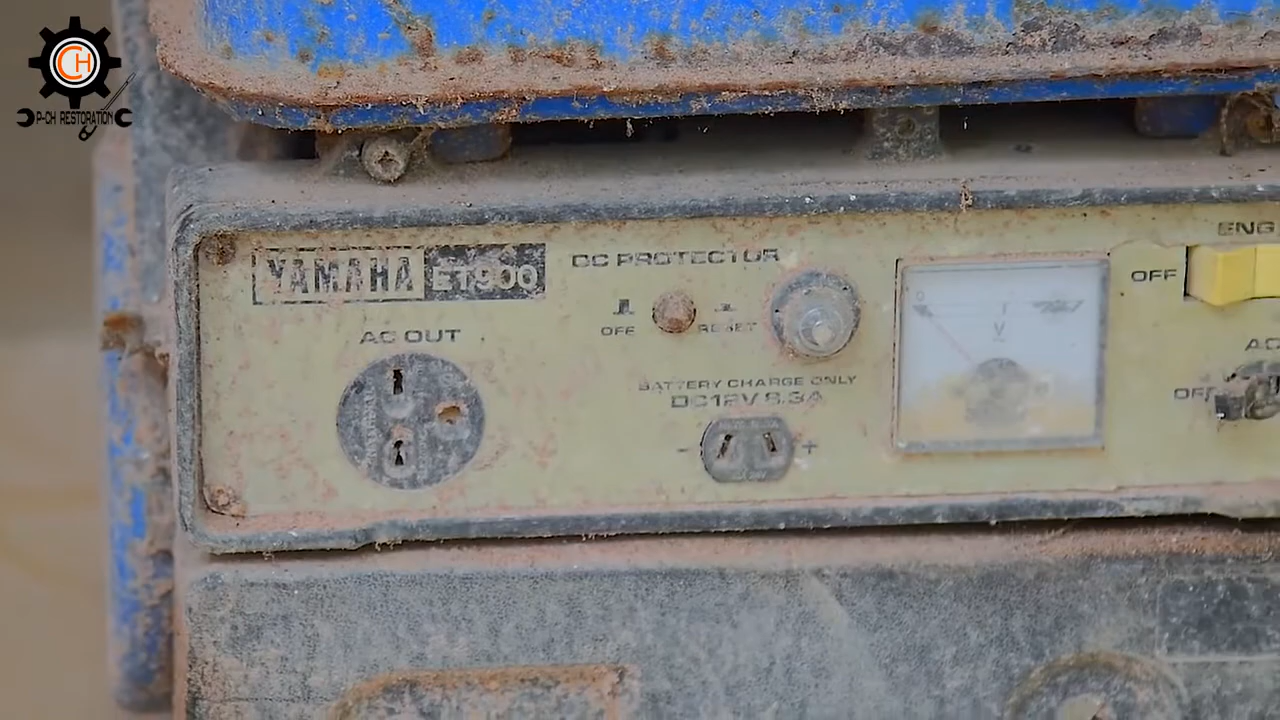 CH
P-CH RESTORATION
YAMAHA ET900
DC PROTECTOR
ENG
OFF
OFF RESET
AC OUT
V
AC
BATTERY CHARGE ONLY
DC12V 8.3A
OFF
- +